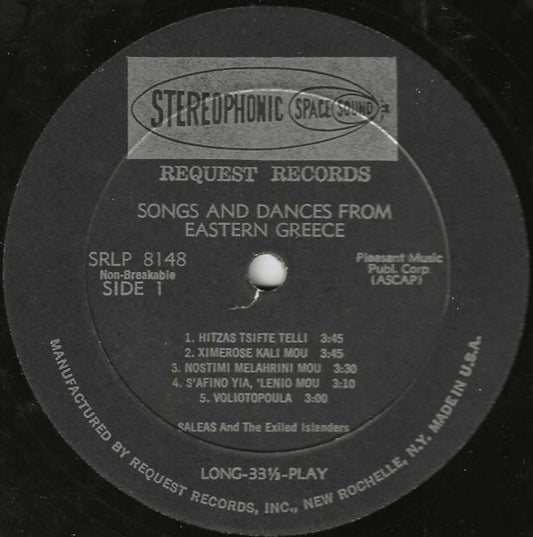 STEREOPHONIC SPACE SOUND
REQUEST RECORDS
SONGS AND DANCES FROM
EASTERN GREECE
SRLP 8148
Non-Breakable
SIDE 1
Pleasant Music
Publ. Corp.
(ASCAP)
1. HITZAS TSIFTE TELLI 3:45
2. XIMEROSE KALI MOU 3:45
3. NOSTIMI MELAHRINI MOU 3:30
4. S'AFINO YIA, 'LENIO MOU 3:10
5. VOLIOTOPOULA 3:00
SALEAS And The Exiled Islanders
LONG-33⅓-PLAY
MANUFACTURED BY REQUEST RECORDS, INC., NEW ROCHELLE, N.Y. MADE IN U.S.A.